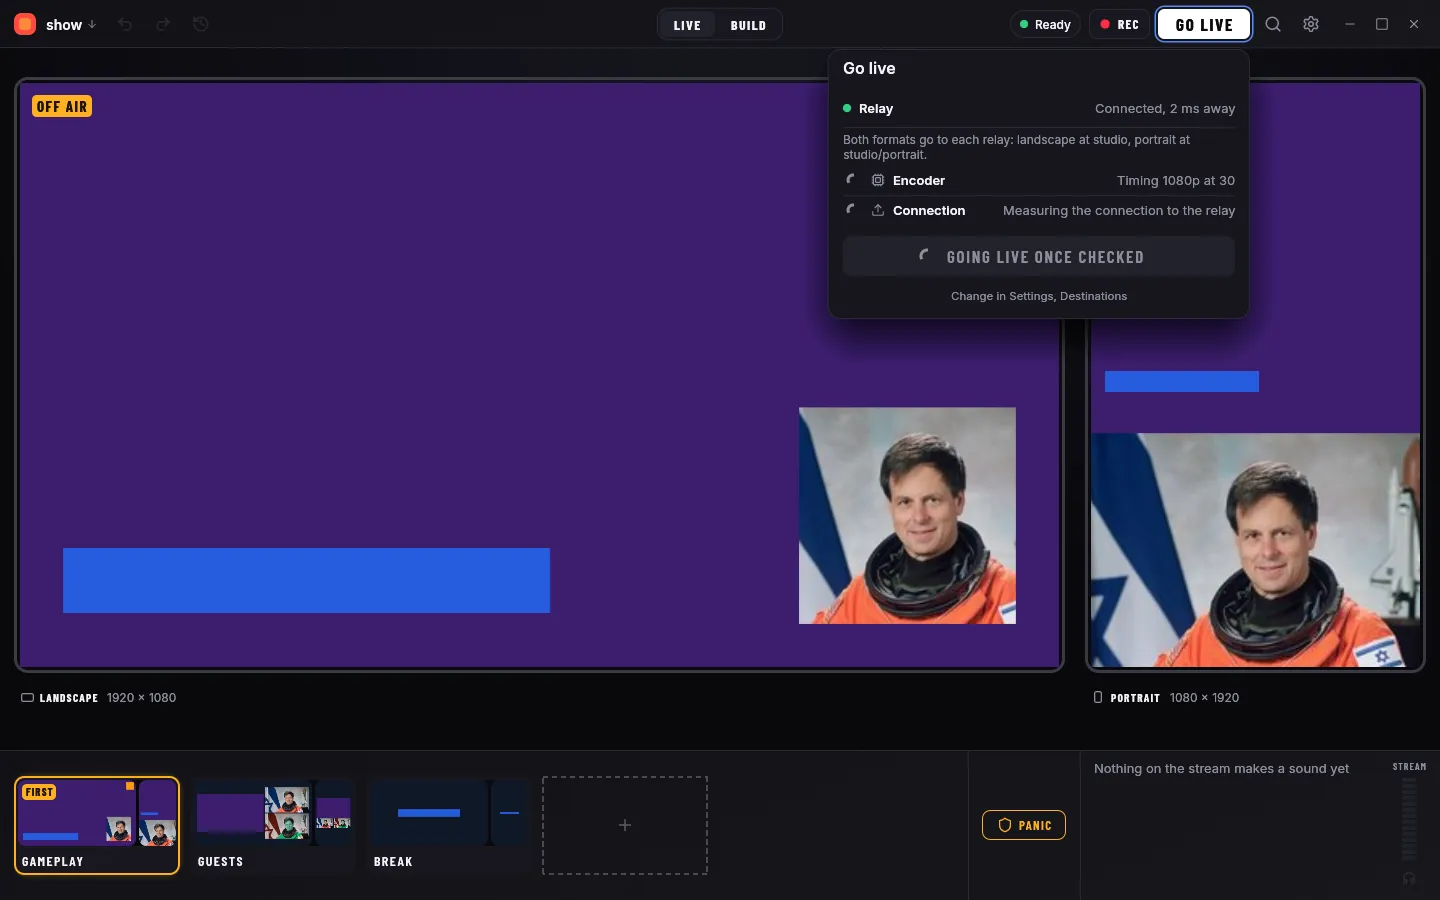 show
LIVE
BUILD
Ready
REC
GO LIVE
OFF AIR
Go live
Relay
Connected, 2 ms away
Both formats go to each relay: landscape at studio, portrait at
studio/portrait.
Encoder
Timing 1080p at 30
Connection
Measuring the connection to the relay
GOING LIVE ONCE CHECKED
Change in Settings, Destinations
LANDSCAPE 1920 × 1080
PORTRAIT 1080 × 1920
FIRST
GAMEPLAY
GUESTS
BREAK
PANIC
Nothing on the stream makes a sound yet
STREAM